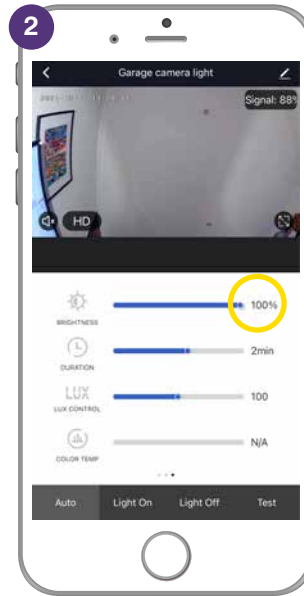 2
Garage camera light
Signal: 88%
HD
100%
BRIGHTNESS
2min
DURATION
LUX
100
LUX CONTROL
N/A
COLOR TEMP
Auto Light On Light Off Test